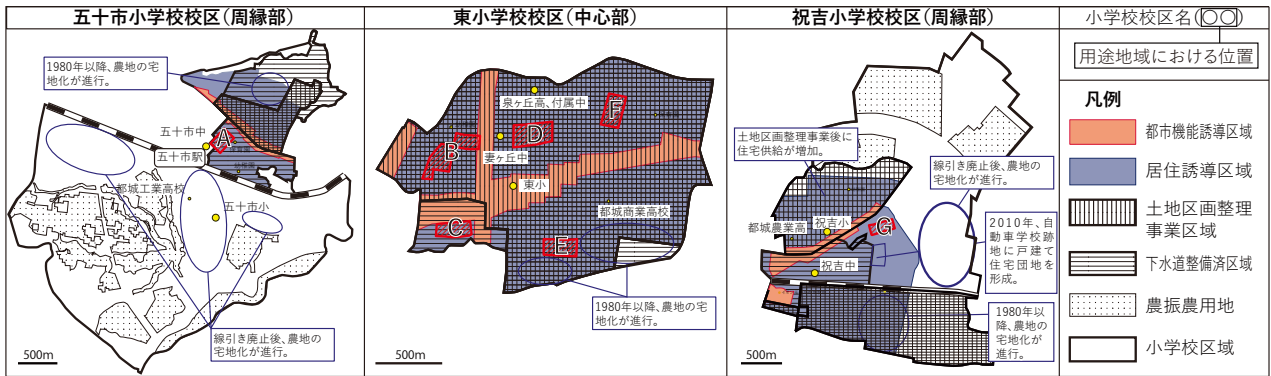 五十市小学校校区(周縁部)
1980年以降、農地の宅
地化が進行。
五十市中
A
五十市駅
幼稚園
都城工業高校
五十市小
線引き廃止後、農地の
宅地化が進行。
500m
東小学校校区(中心部)
泉ヶ丘高、付属中
F
D
B
妻ヶ丘中
東小
都城商業高校
C
E
1980年以降、農地の宅
地化が進行。
500m
祝吉小学校校区(周縁部)
土地区画整理事業後に
住宅供給が増加。
線引き廃止後、農地の
宅地化が進行。
祝吉小
都城農業高
G
2010年、自
動車学校跡
地に戸建て
住宅団地を
形成。
祝吉中
1980年以
降、農地の
宅地化が
進行。
500m
小学校校区名(○○)
用途地域における位置
凡例
都市機能誘導区域
居住誘導区域
土地区画整理
事業区域
下水道整備済区域
農振農用地
小学校区域